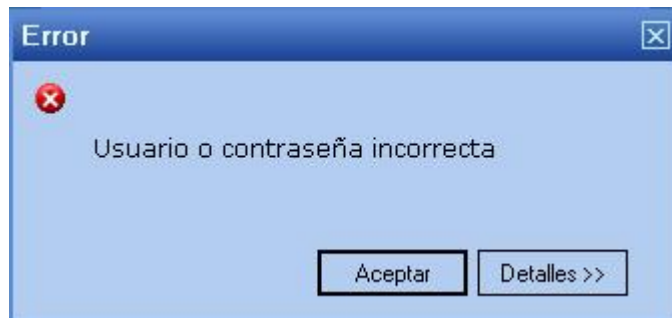 Error
Usuario o contraseña incorrecta
Aceptar
Detalles >>